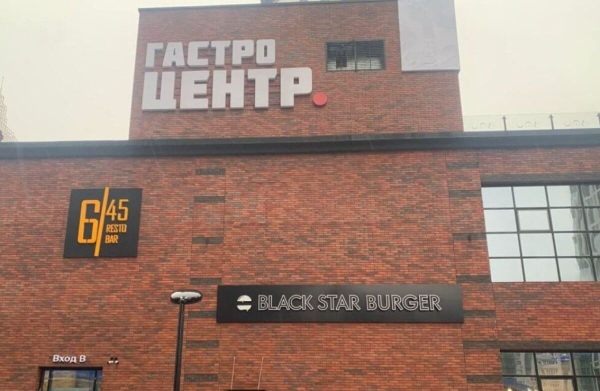 ГАСТРО
ЦЕНТР.
6/45
RESTO
BAR
BLACK STAR BURGER
Вход B